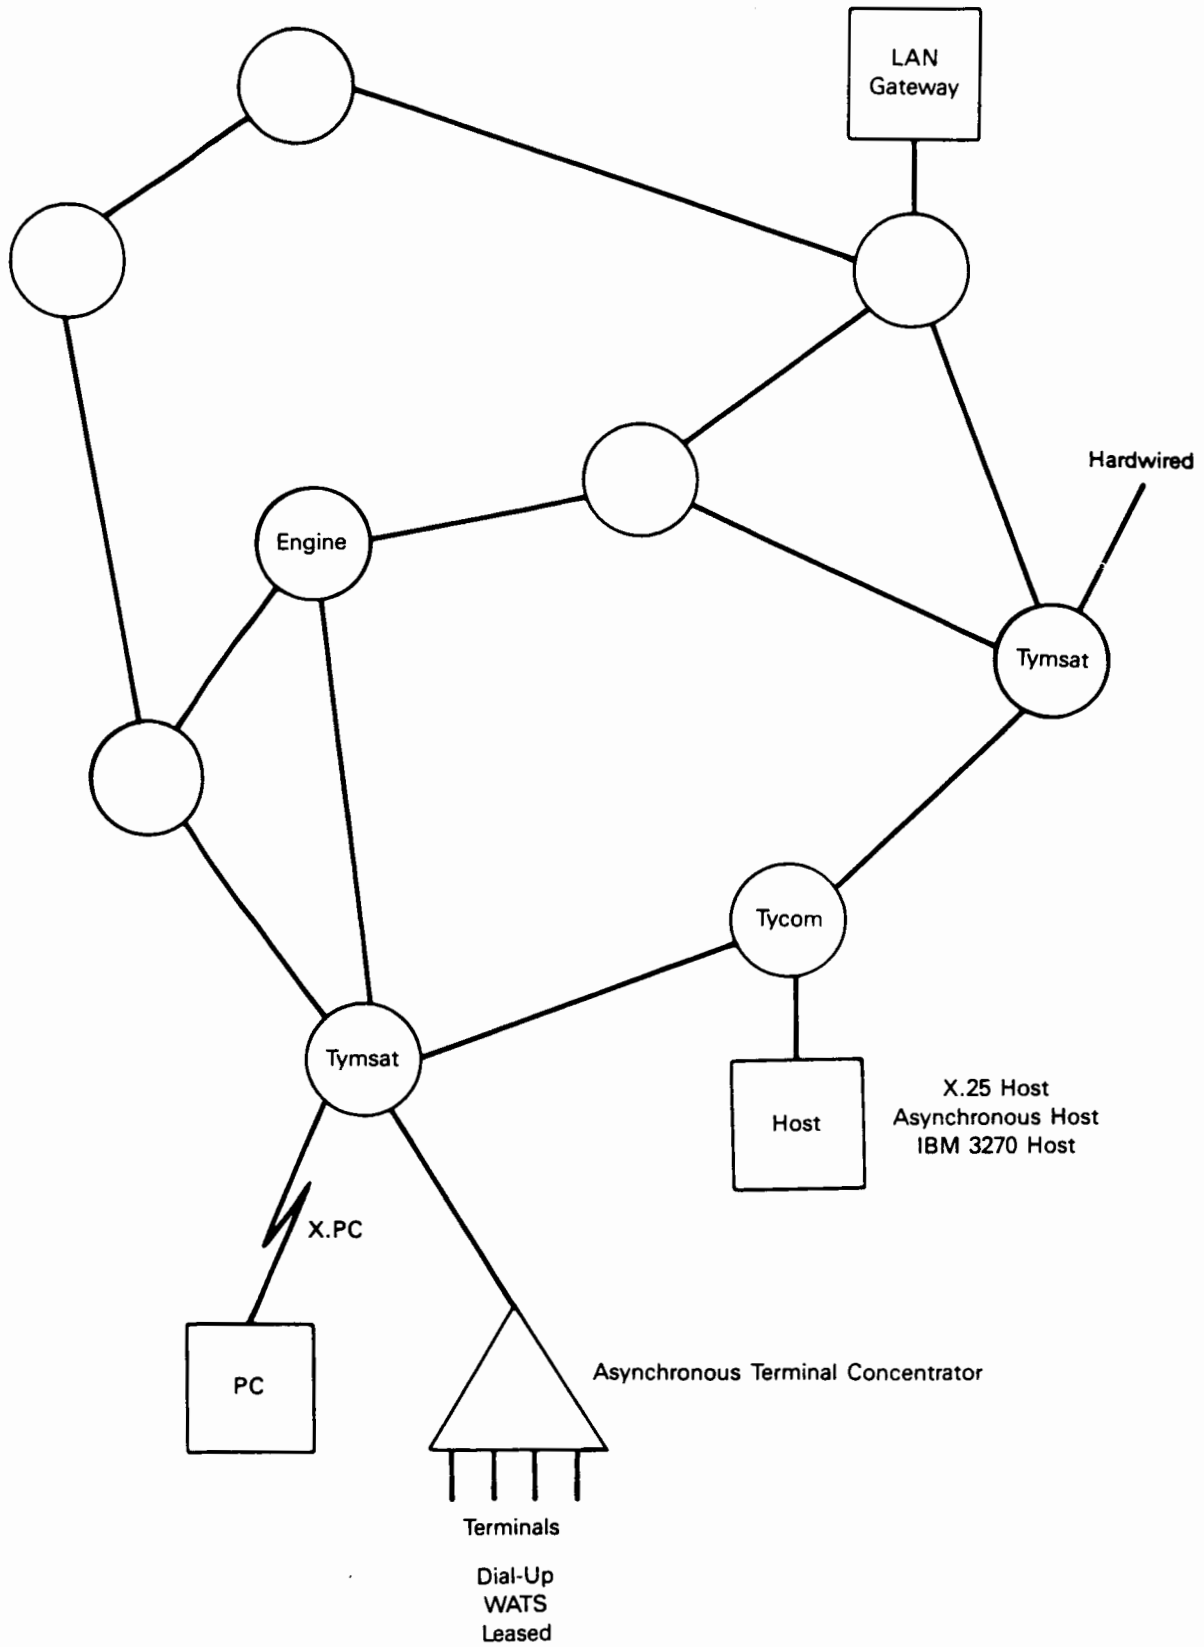 LAN
Gateway
Hardwired
Engine
Tymsat
Tycom
Tymsat
Host
X.25 Host
Asynchronous Host
IBM 3270 Host
X.PC
PC
Asynchronous Terminal Concentrator
Terminals
Dial-Up
WATS
Leased